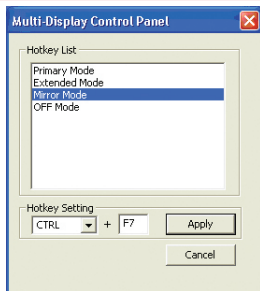 Multi-Display Control Panel
Hotkey List
Primary Mode
Extended Mode
Mirror Mode
OFF Mode
Hotkey Setting
CTRL + F7 Apply
Cancel